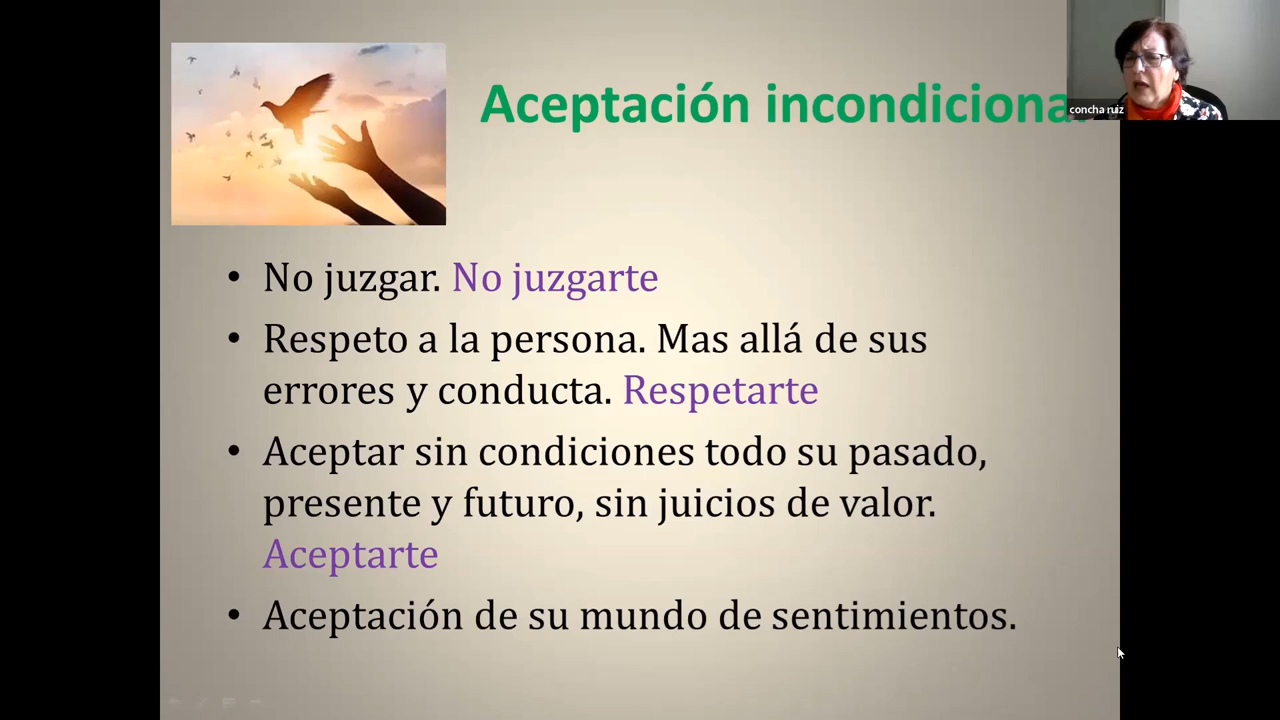 Aceptación incondiciona
concha ruiz
• No juzgar. No juzgarte
• Respeto a la persona. Mas allá de sus
errores y conducta. Respetarte
• Aceptar sin condiciones todo su pasado,
presente y futuro, sin juicios de valor.
Aceptarte
• Aceptación de su mundo de sentimientos.